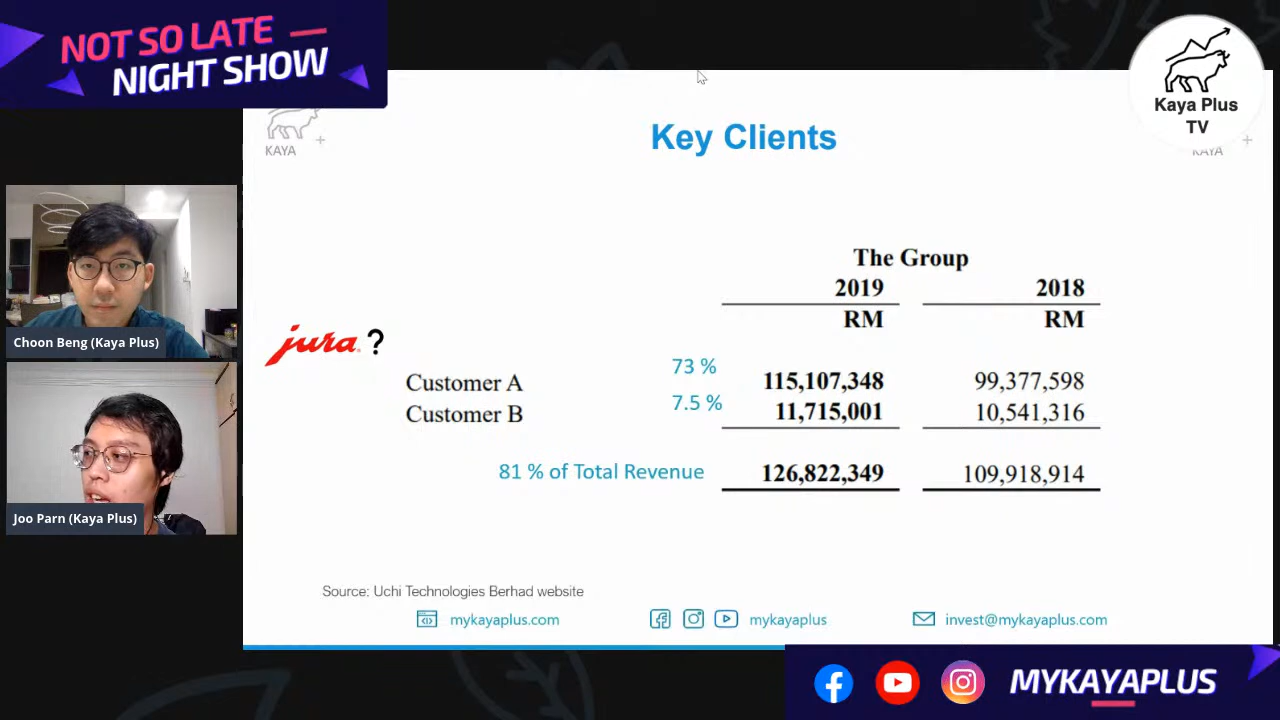 NOT SO LATE
NIGHT SHOW
Kaya Plus
TV
KAYA
KAYA
Key Clients
The Group
2019 2018
RM RM
jura ?
73 %
Customer A 115,107,348 99,377,598
7.5 %
Customer B 11,715,001 10,541,316
81 % of Total Revenue 126,822,349 109,918,914
Choon Beng (Kaya Plus)
Joo Parn (Kaya Plus)
Source: Uchi Technologies Berhad website
mykayaplus.com mykayaplus invest@mykayaplus.com
MYKAYAPLUS